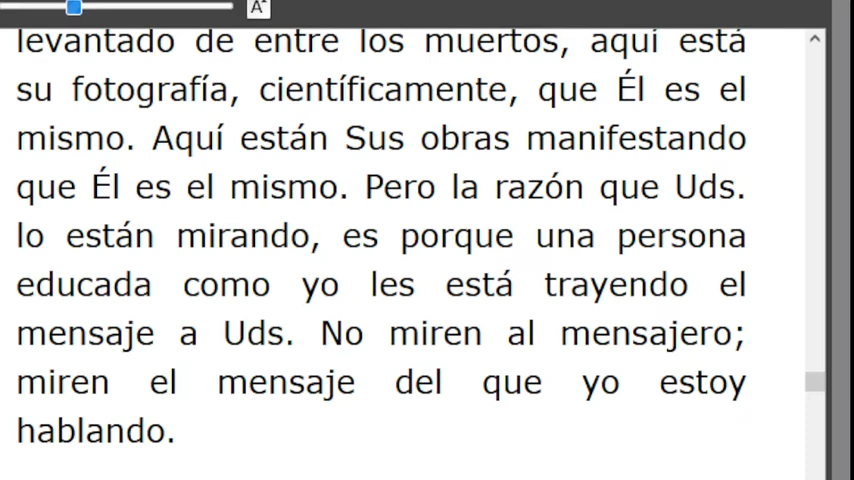 A
levantado de entre los muertos, aquí está
su fotografía, científicamente, que Él es el
mismo. Aquí están Sus obras manifestando
que Él es el mismo. Pero la razón que Uds.
lo están mirando, es porque una persona
educada como yo les está trayendo el
mensaje a Uds. No miren al mensajero;
miren el mensaje del que yo estoy
hablando.